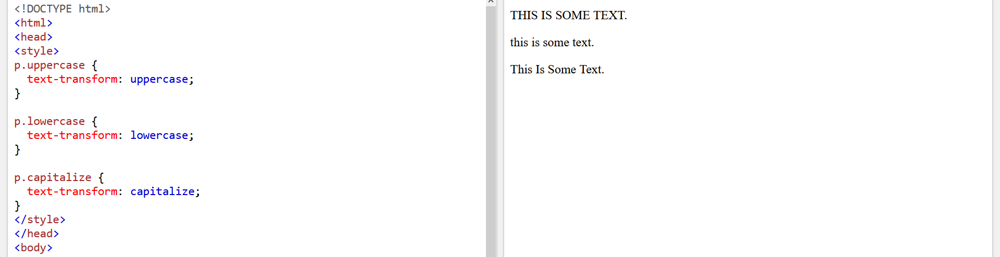 <!DOCTYPE html>
<html>
<head>
<style>
p.uppercase {
  text-transform: uppercase;
}

p.lowercase {
  text-transform: lowercase;
}

p.capitalize {
  text-transform: capitalize;
}
</style>
</head>
<body>
THIS IS SOME TEXT.
this is some text.
This Is Some Text.